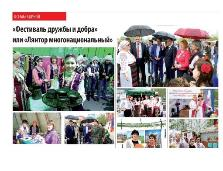 «Фестиваль дружбы и добра»
или «Лянтор многонациональный»